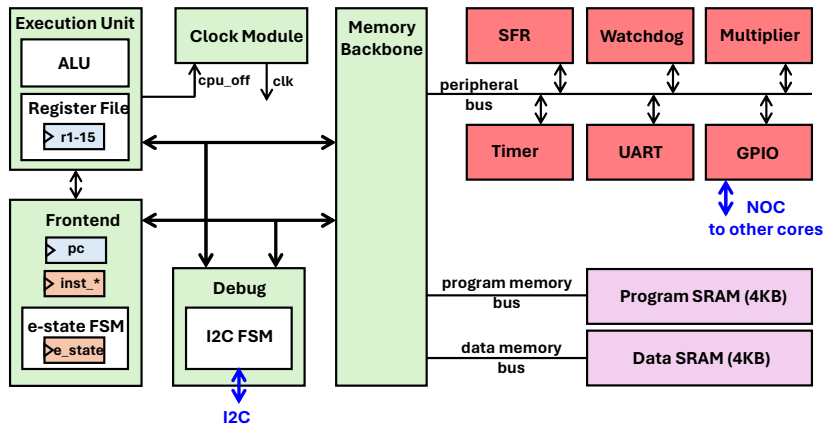 Execution Unit
ALU
Register File
r1-15
Clock Module
cpu_off
clk
Memory
Backbone
SFR
Watchdog
Multiplier
peripheral
bus
Timer
UART
GPIO
NOC
to other cores
Frontend
pc
inst_*
e-state FSM
e_state
Debug
I2C FSM
I2C
program memory
bus
Program SRAM (4KB)
data memory
bus
Data SRAM (4KB)